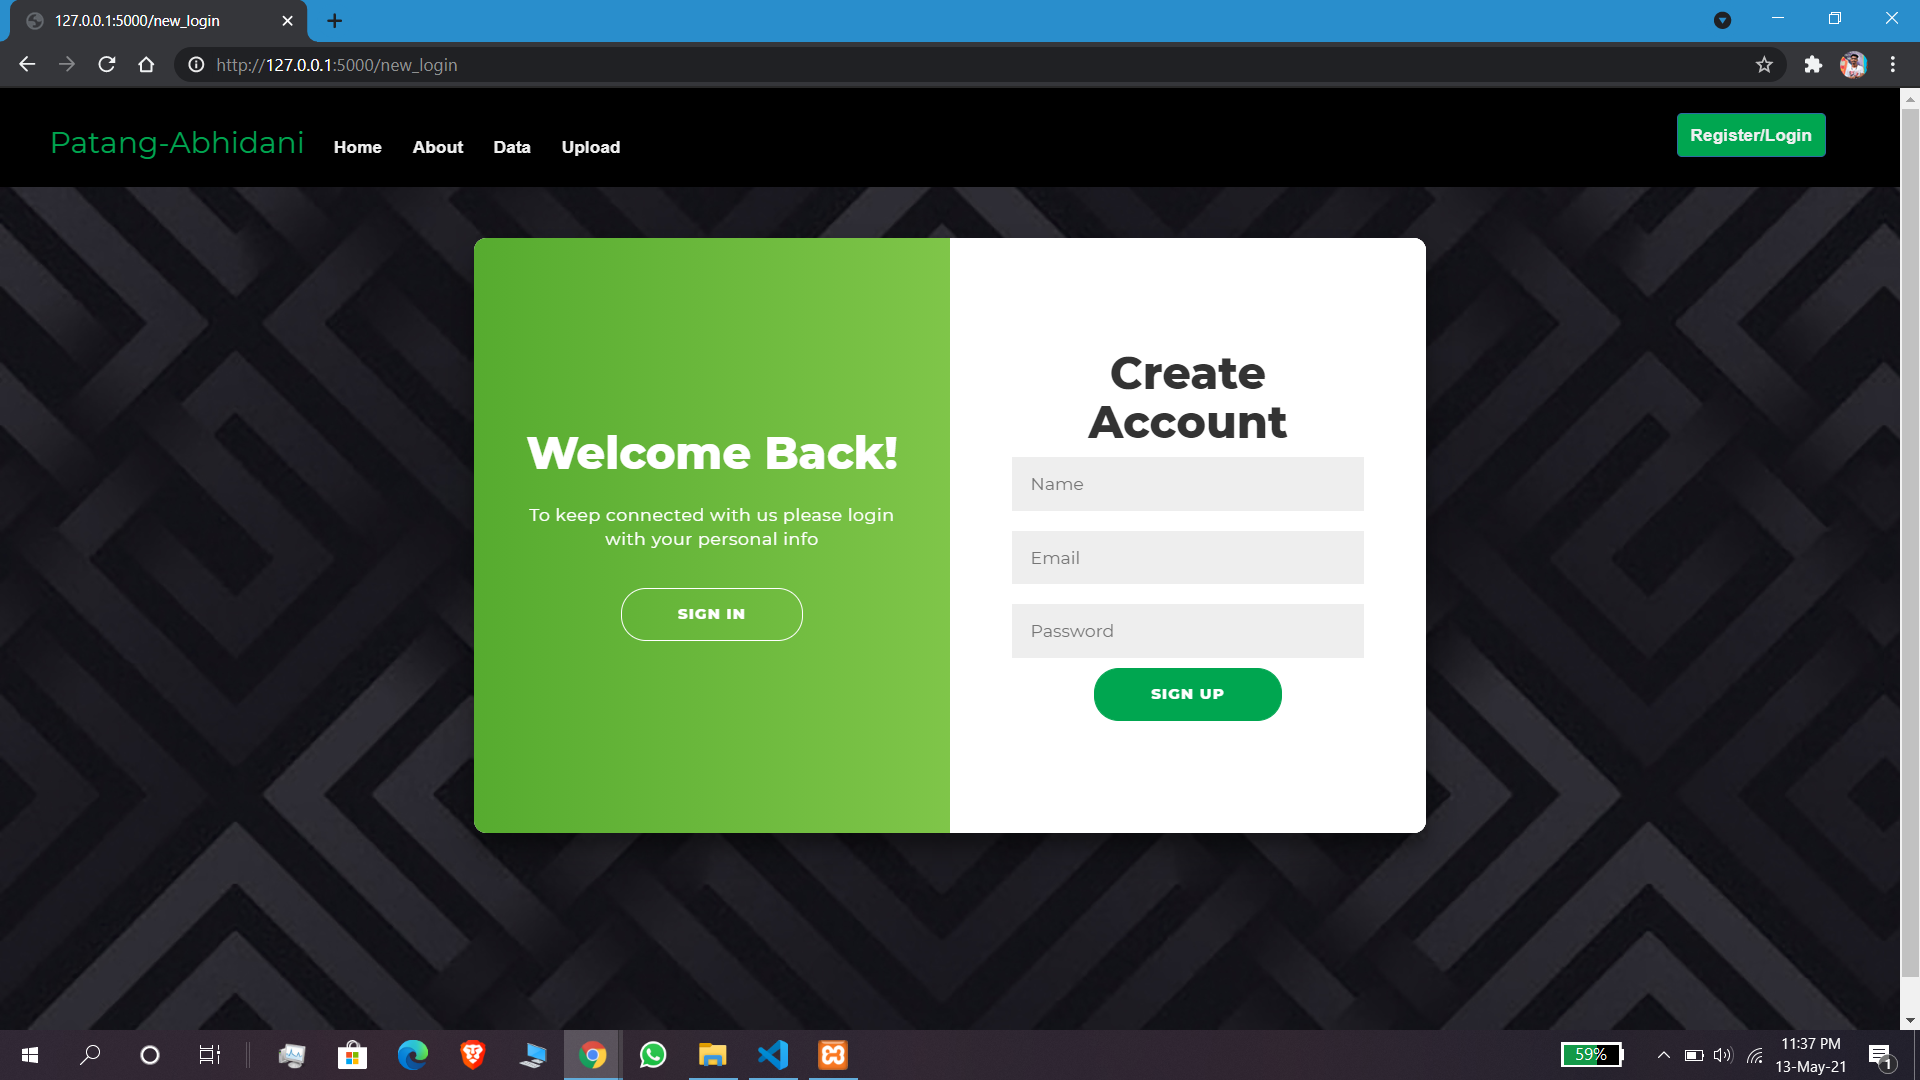 127.0.0.1:5000/new_login
http://127.0.0.1:5000/new_login
Patang-Abhidani
Home
About
Data
Upload
Register/Login
Welcome Back!
To keep connected with us please login
with your personal info
SIGN IN
Create
Account
Name
Email
Password
SIGN UP
59%
11:37 PM
13-May-21
1